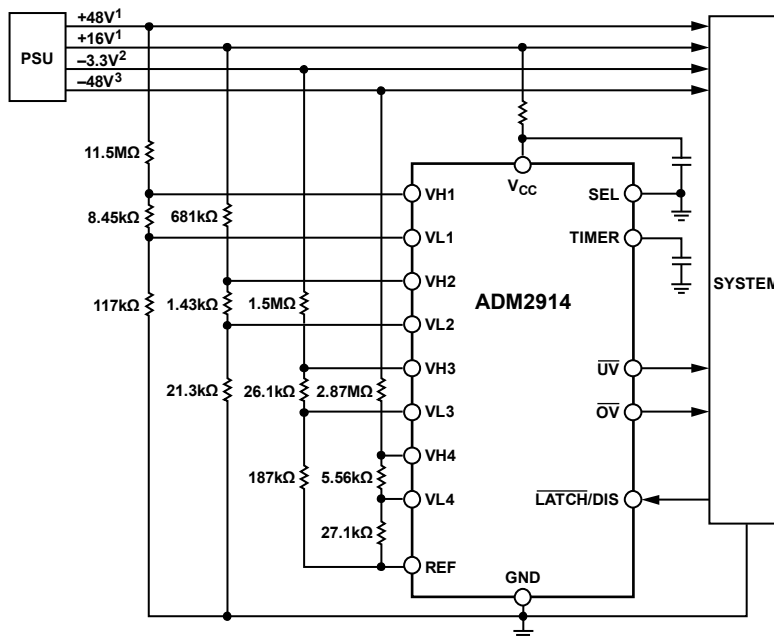 +48V1
+16V1
–3.3V2
–48V3
PSU
11.5MΩ
8.45kΩ
117kΩ
681kΩ
1.43kΩ
21.3kΩ
1.5MΩ
26.1kΩ
187kΩ
2.87MΩ
5.56kΩ
27.1kΩ
VCC
VH1
VL1
VH2
VL2
VH3
VL3
VH4
VL4
REF
ADM2914
GND
SEL
TIMER
UV
OV
LATCH/DIS
SYSTEM